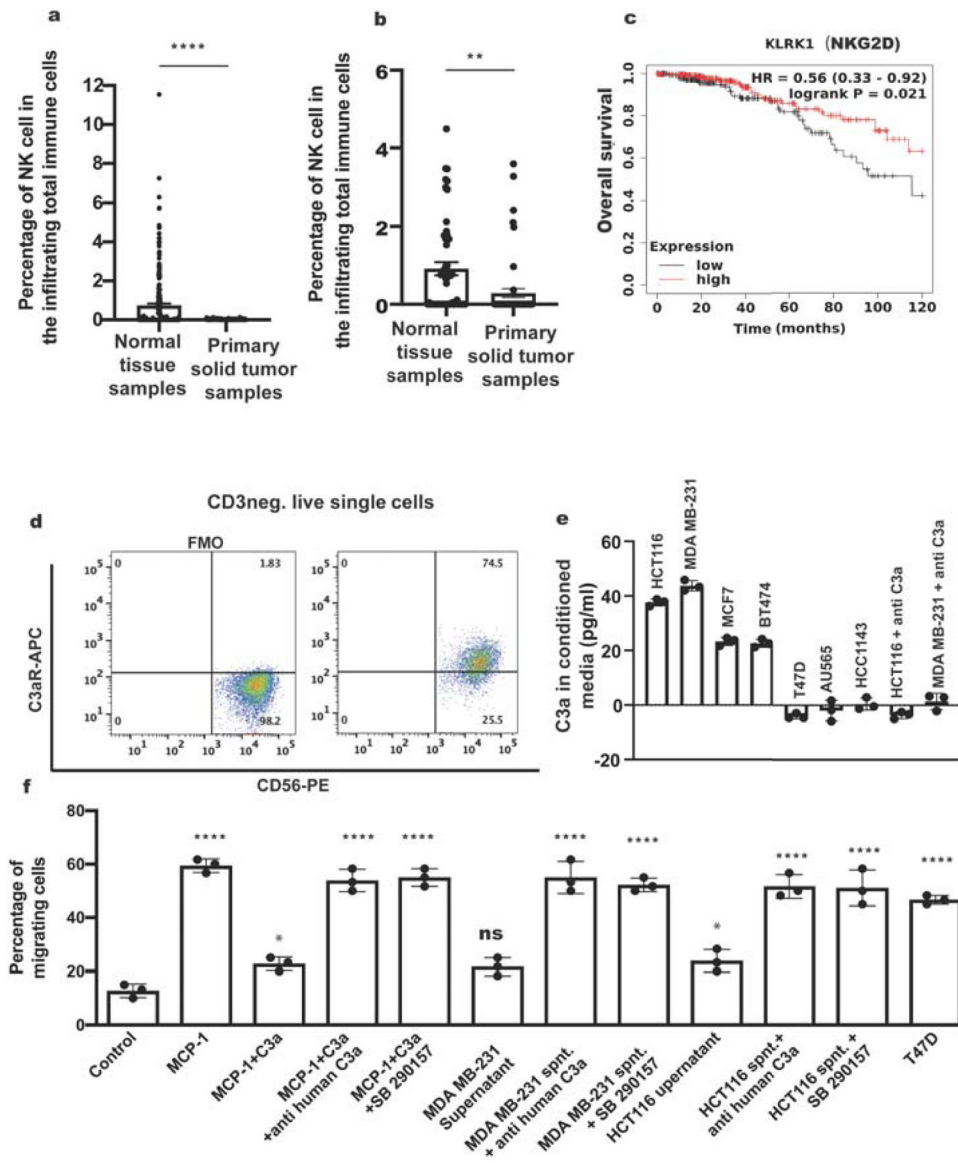 a
****
Percentage of NK cell in
the infiltrating total immune cells
12
10
8
6
4
2
0
Normal
tissue
samples
Primary
solid tumor
samples
b
**
Percentage of NK cell in
the infiltrating total immune cells
6
4
2
0
Normal
tissue
samples
Primary
solid tumor
samples
c
KLRK1 (NKG2D)
HR = 0.56 (0.33 - 0.92)
logrank P = 0.021
Overall survival
1.0
0.8
0.6
0.4
0.2
0.0
Expression
low
high
0 20 40 60 80 100 120
Time (months)
d
CD3neg. live single cells
FMO
C3aR-APC
10^5
10^4
10^3
10^2
10^1
0 1.83
0 98.2
10^1 10^2 10^3 10^4 10^5
10^5
10^4
10^3
10^2
10^1
0 74.5
0 25.5
10^1 10^2 10^3 10^4 10^5
CD56-PE
e
C3a in conditioned
media (pg/ml)
60
40
20
0
-20
HCT116
MDA MB-231
MCF7
BT474
T47D
AU565
HCC1143
HCT116 + anti C3a
MDA MB-231 + anti C3a
f
Percentage of
migrating cells
80
60
40
20
0
****
*
****
****
ns
****
****
*
****
****
****
Control
MCP-1
MCP-1+C3a
MCP-1+C3a
+anti human C3a
MCP-1+C3a
+SB 290157
MDA MB-231
Supernatant
MDA MB-231 spnt.
+ anti human C3a
MDA MB-231 spnt.
+ SB 290157
HCT116 upernatant
HCT116 spnt.+
anti human C3a
HCT116 spnt. +
SB 290157
T47D